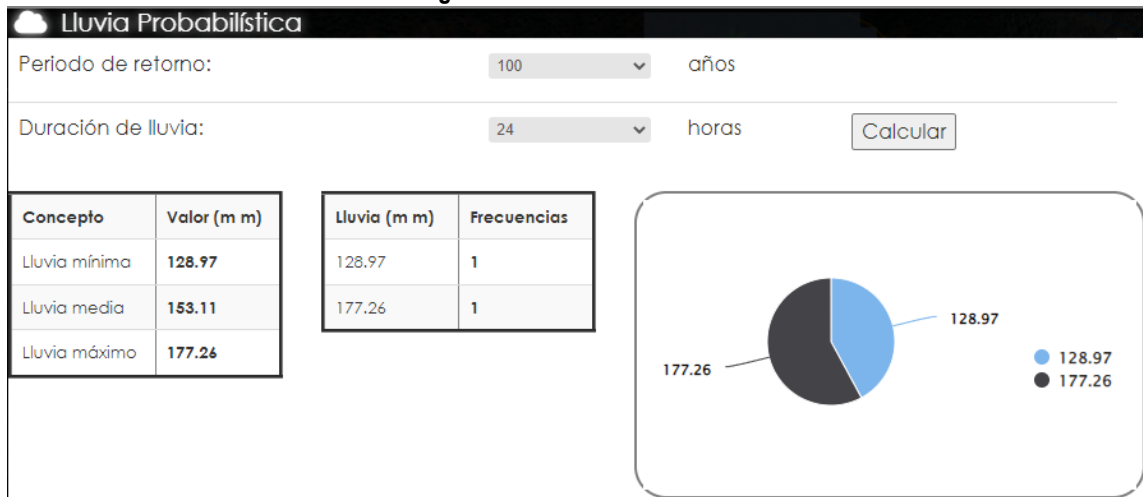 Lluvia Probabilística
Periodo de retorno: 100 años
Duración de lluvia: 24 horas Calcular
Concepto Valor (m m)
Lluvia mínima 128.97
Lluvia media 153.11
Lluvia máximo 177.26
Lluvia (m m) Frecuencias
128.97 1
177.26 1
128.97
177.26
128.97
177.26